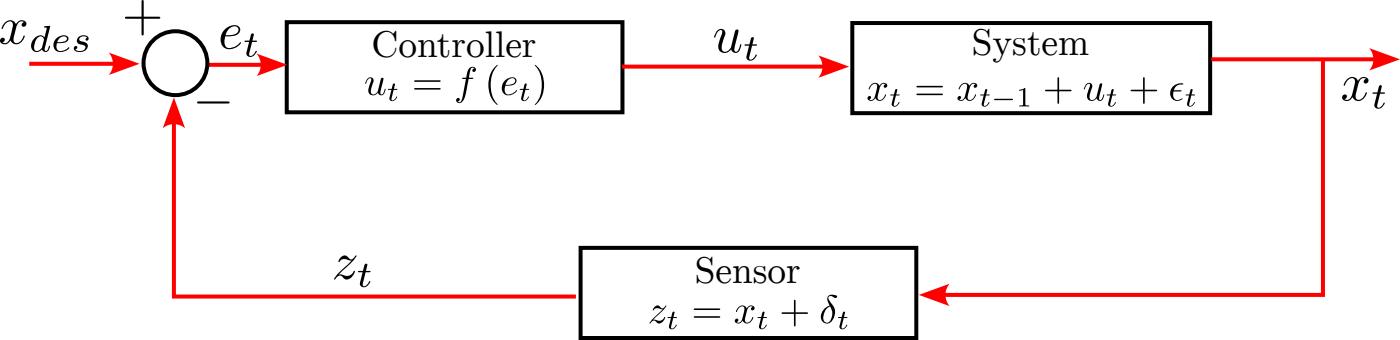 +
x_{des}
e_t
−
Controller
u_t = f (e_t)
u_t
System
x_t = x_{t−1} + u_t + ϵ_t
x_t
z_t
Sensor
z_t = x_t + δ_t